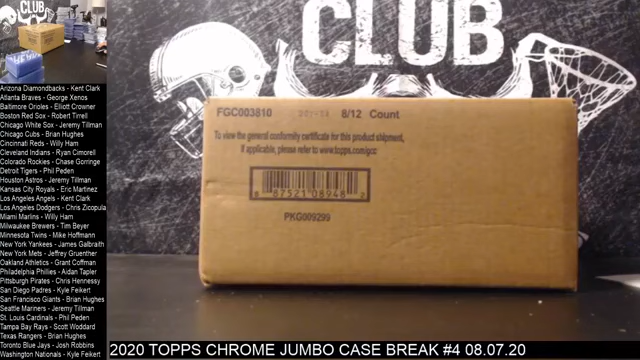 CLUB
Arizona Diamondbacks - Kent Clark
Atlanta Braves - George Xenos
Baltimore Orioles - Elliott Crowner
Boston Red Sox - Robert Tirrell
Chicago White Sox - Jeremy Tillman
Chicago Cubs - Brian Hughes
Cincinnati Reds - Willy Ham
Cleveland Indians - Ryan Cimorell
Colorado Rockies - Chase Gorringe
Detroit Tigers - Phil Peden
Houston Astros - Jeremy Tillman
Kansas City Royals - Eric Martinez
Los Angeles Angels - Kent Clark
Los Angeles Dodgers - Chris Zicopula
Miami Marlins - Willy Ham
Milwaukee Brewers - Tim Beyer
Minnesota Twins - Mike Hoffmann
New York Yankees - James Galbraith
New York Mets - Jeffrey Gruenther
Oakland Athletics - Grant Coffman
Philadelphia Phillies - Aidan Tapler
Pittsburgh Pirates - Chris Hennessy
San Diego Padres - Kyle Feikert
San Francisco Giants - Brian Hughes
Seattle Mariners - Jeremy Tillman
St. Louis Cardinals - Phil Peden
Tampa Bay Rays - Scott Woddard
Texas Rangers - Brian Hughes
Toronto Blue Jays - Josh Robbins
Washington Nationals - Kyle Feikert
CLUB
FGC003810 8/12 Count
To view the general conformity certificate for this product shipment,
if applicable, please refer to www.topps.com/gcc
8 87521 08948 2
PKG009299
2020 TOPPS CHROME JUMBO CASE BREAK #4 08.07.20